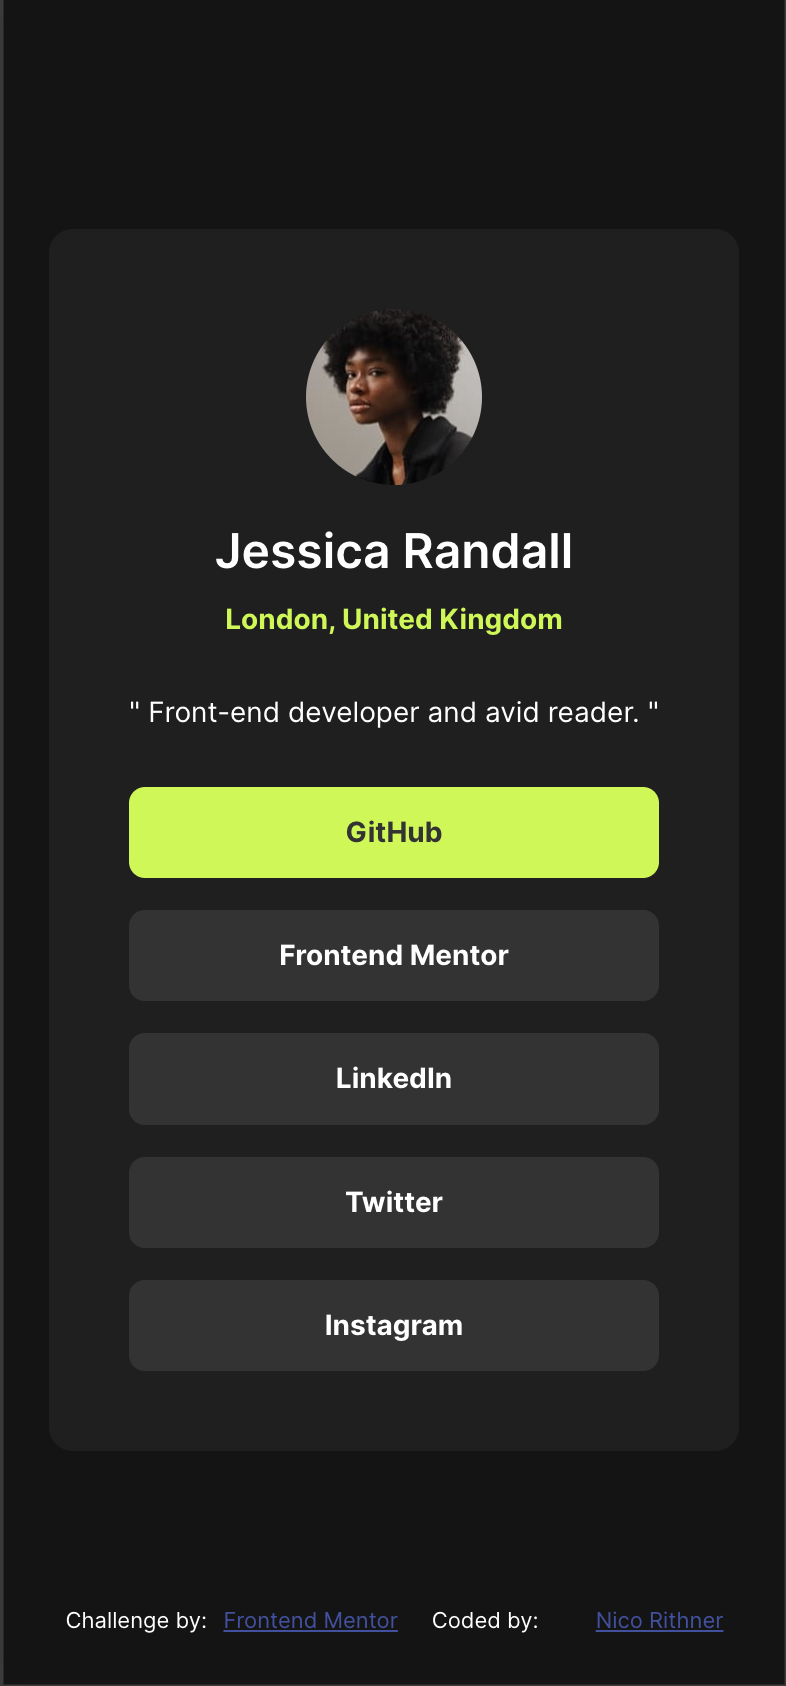 Jessica Randall
London, United Kingdom
" Front-end developer and avid reader. "
GitHub
Frontend Mentor
LinkedIn
Twitter
Instagram
Challenge by: Frontend Mentor Coded by: Nico Rithner